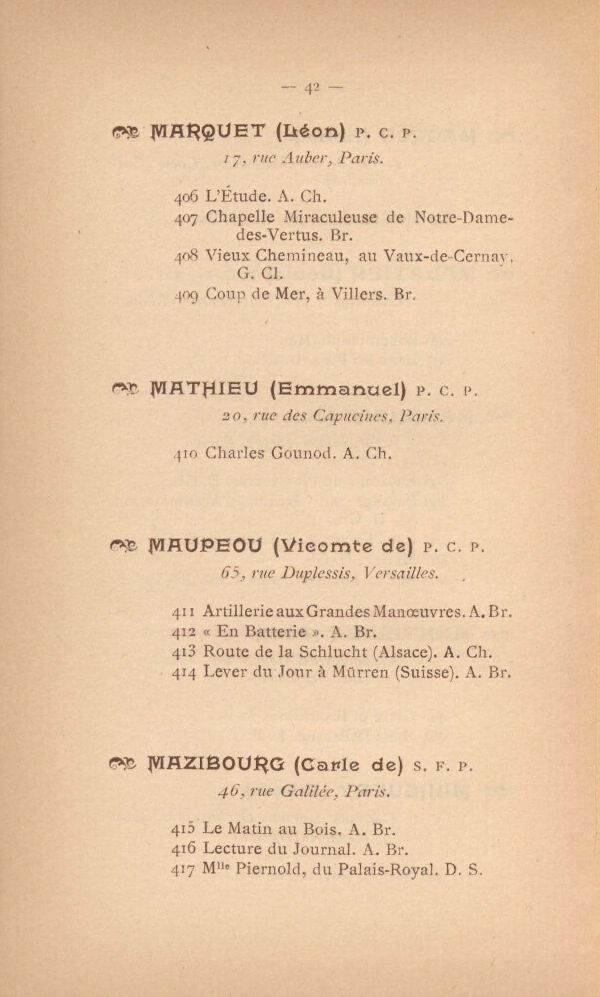 — 42 —
MARQUET (Léon) P. C. P.
17, rue Auber, Paris.
406 L'Étude. A. Ch.
407 Chapelle Miraculeuse de Notre-Dame-
des-Vertus. Br.
408 Vieux Chemineau, au Vaux-de-Cernay.
G. Cl.
409 Coup de Mer, à Villers. Br.
MATHIEU (Emmanuel) P. C. P.
20, rue des Capucines, Paris.
410 Charles Gounod. A. Ch.
MAUPEOU (Vicomte de) P. C. P.
65, rue Duplessis, Versailles.
411 Artillerie aux Grandes Manœuvres. A. Br.
412 « En Batterie ». A. Br.
413 Route de la Schlucht (Alsace). A. Ch.
414 Lever du Jour à Mürren (Suisse). A. Br.
MAZIBOURG (Carle de) S. F. P.
46, rue Galilée, Paris.
415 Le Matin au Bois. A. Br.
416 Lecture du Journal. A. Br.
417 Mlle Piernold, du Palais-Royal. D. S.